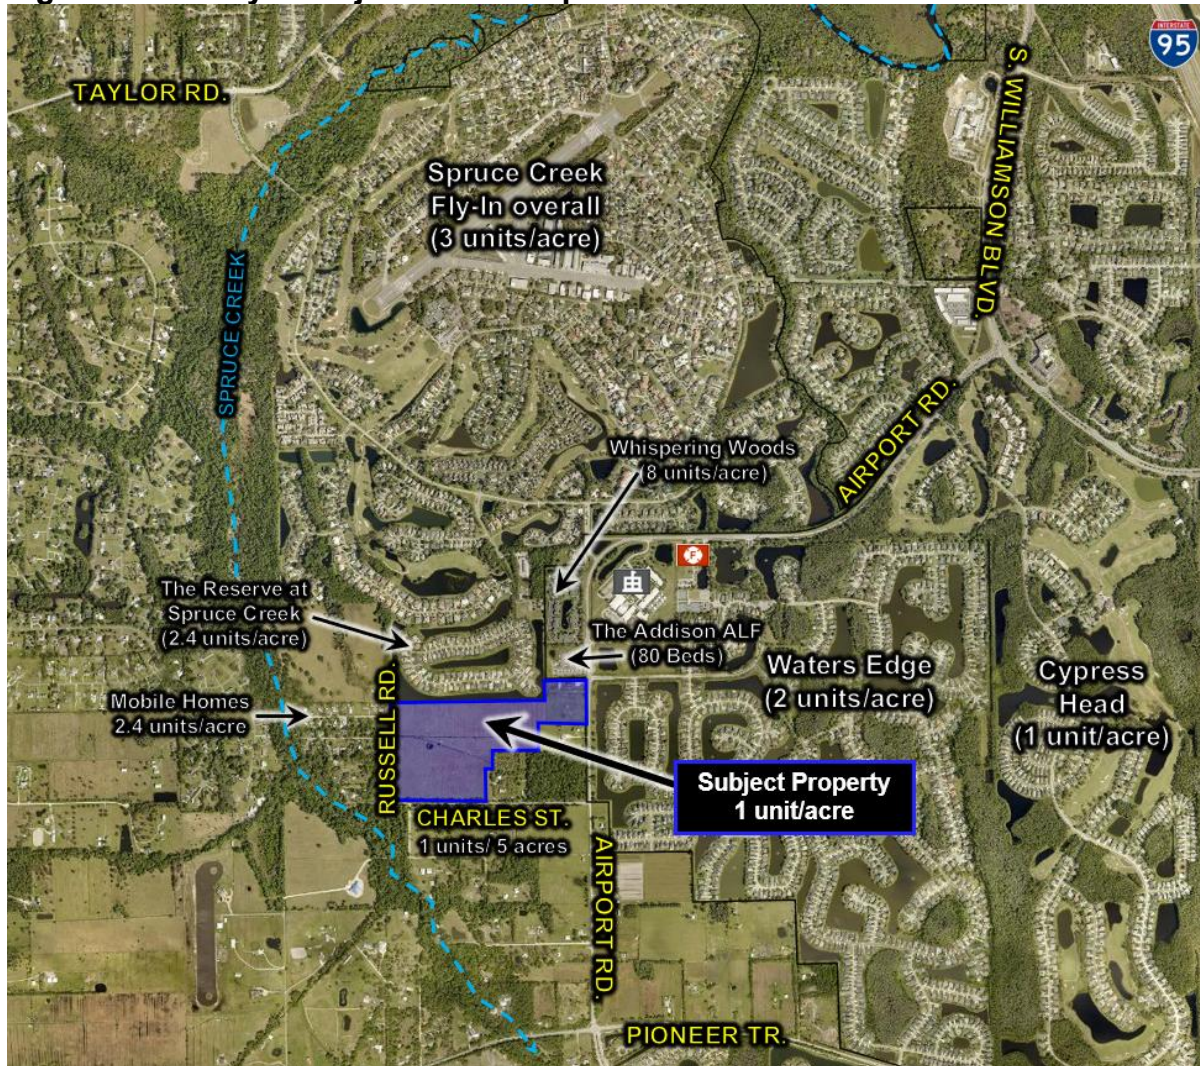 INTERSTATE
95
TAYLOR RD.
S. WILLIAMSON BLVD.
Spruce Creek
Fly-In overall
(3 units/acre)
SPRUCE CREEK
AIRPORT RD.
Whispering Woods
(8 units/acre)
F
The Reserve at
Spruce Creek
(2.4 units/acre)
The Addison ALF
(80 Beds)
Waters Edge
(2 units/acre)
Cypress
Head
(1 unit/acre)
Mobile Homes
2.4 units/acre
RUSSELL RD.
Subject Property
1 unit/acre
CHARLES ST.
1 units/ 5 acres
AIRPORT RD.
PIONEER TR.